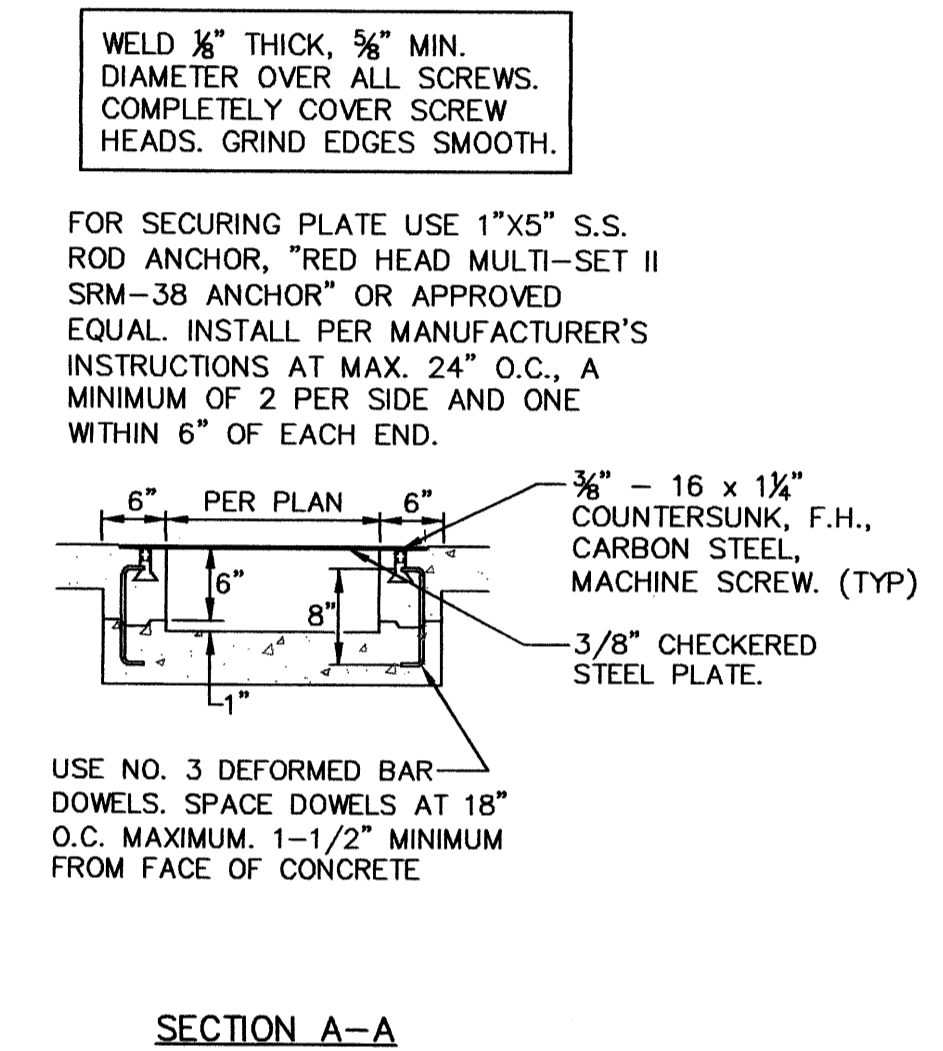 WELD ⅛" THICK, ⅝" MIN.
DIAMETER OVER ALL SCREWS.
COMPLETELY COVER SCREW
HEADS. GRIND EDGES SMOOTH.
FOR SECURING PLATE USE 1"X5" S.S.
ROD ANCHOR, "RED HEAD MULTI-SET II
SRM-38 ANCHOR" OR APPROVED
EQUAL. INSTALL PER MANUFACTURER'S
INSTRUCTIONS AT MAX. 24" O.C., A
MINIMUM OF 2 PER SIDE AND ONE
WITHIN 6" OF EACH END.
6" PER PLAN 6"
⅜" - 16 x 1¼"
COUNTERSUNK, F.H.,
CARBON STEEL,
MACHINE SCREW. (TYP)
6"
8"
3/8" CHECKERED
STEEL PLATE.
1"
USE NO. 3 DEFORMED BAR
DOWELS. SPACE DOWELS AT 18"
O.C. MAXIMUM. 1-1/2" MINIMUM
FROM FACE OF CONCRETE
SECTION A-A